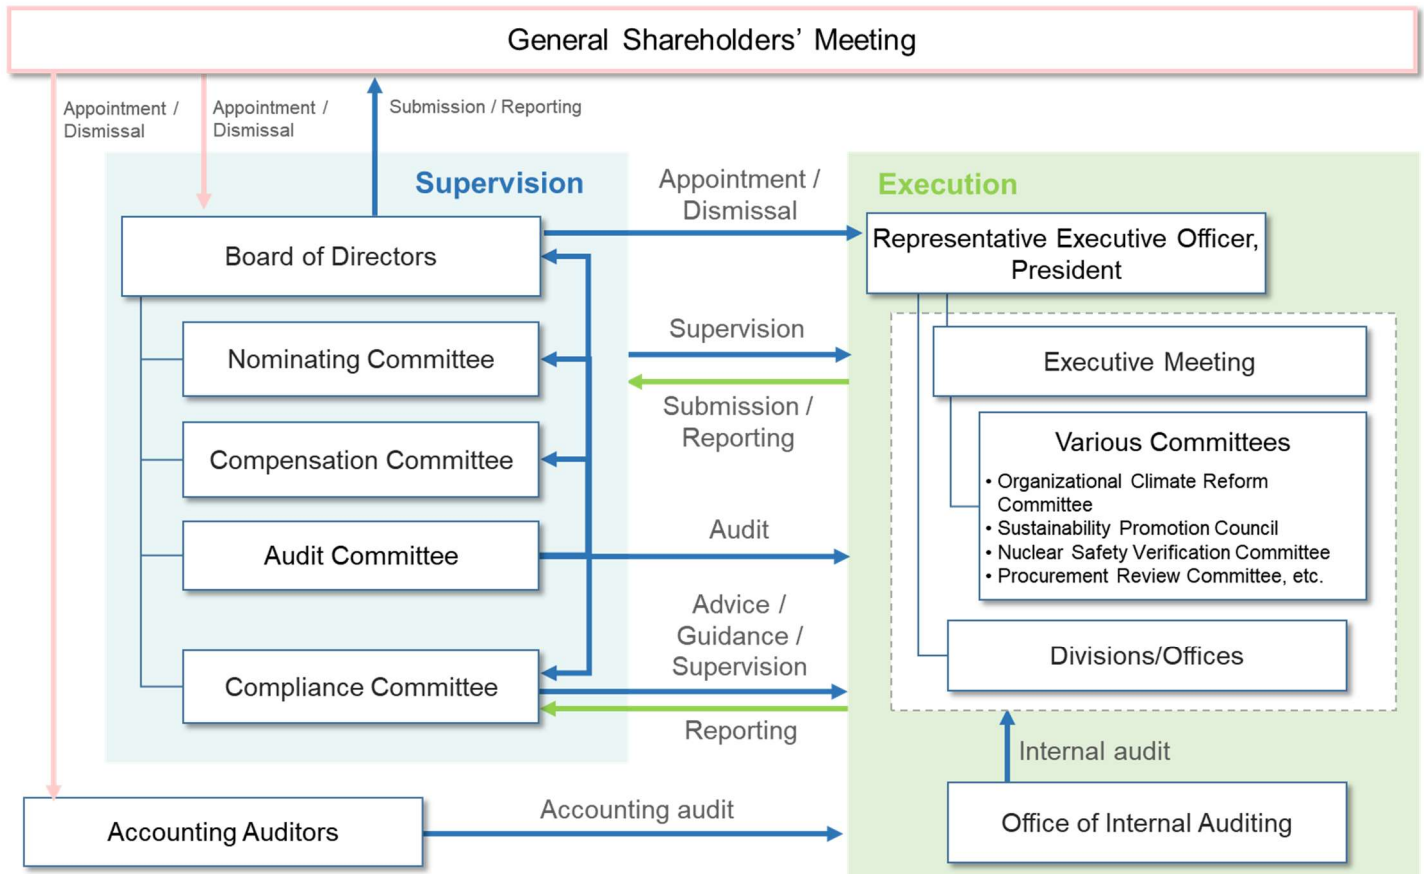 General Shareholders’ Meeting
Appointment /
Dismissal
Appointment /
Dismissal
Submission / Reporting
Supervision
Board of Directors
Nominating Committee
Compensation Committee
Audit Committee
Compliance Committee
Appointment /
Dismissal
Supervision
Submission /
Reporting
Audit
Advice /
Guidance /
Supervision
Reporting
Execution
Representative Executive Officer,
President
Executive Meeting
Various Committees
• Organizational Climate Reform
Committee
• Sustainability Promotion Council
• Nuclear Safety Verification Committee
• Procurement Review Committee, etc.
Divisions/Offices
Internal audit
Office of Internal Auditing
Accounting Auditors
Accounting audit